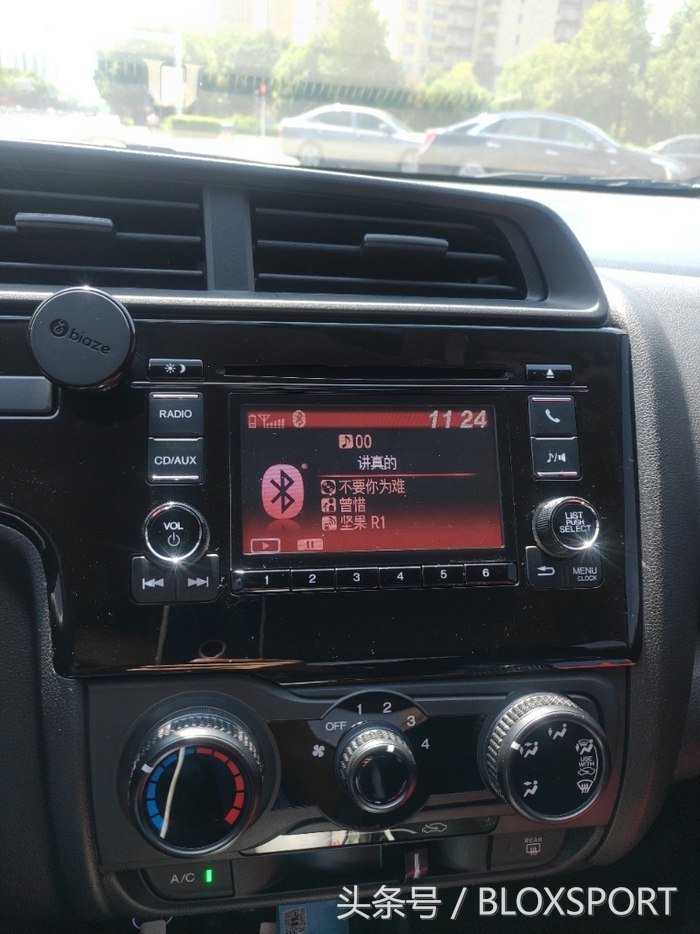 biaze
RADIO
CD/AUX
VOL
11 24
00
讲真的
不要你为难
曾惜
坚果 R1
LIST
PUSH
SELECT
1 2 3 4 5 6
MENU
CLOCK
OFF 1 2 3 4
USE
WITH
REAR
A/C
头条号 / BLOXSPORT